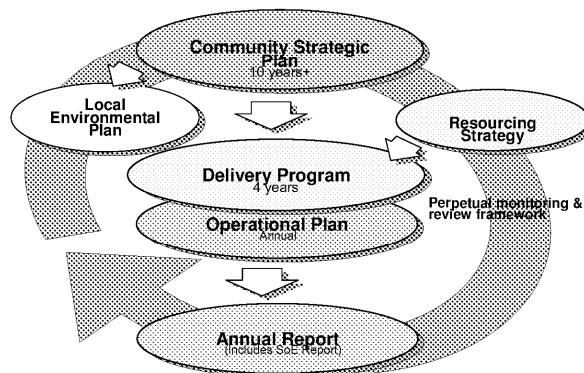 Community Strategic
Plan
10 years+
Local
Environmental
Plan
Resourcing
Strategy
Delivery Program
4 years
Perpetual monitoring &
review framework
Operational Plan
Annual
Annual Report
(Includes SoE Report)